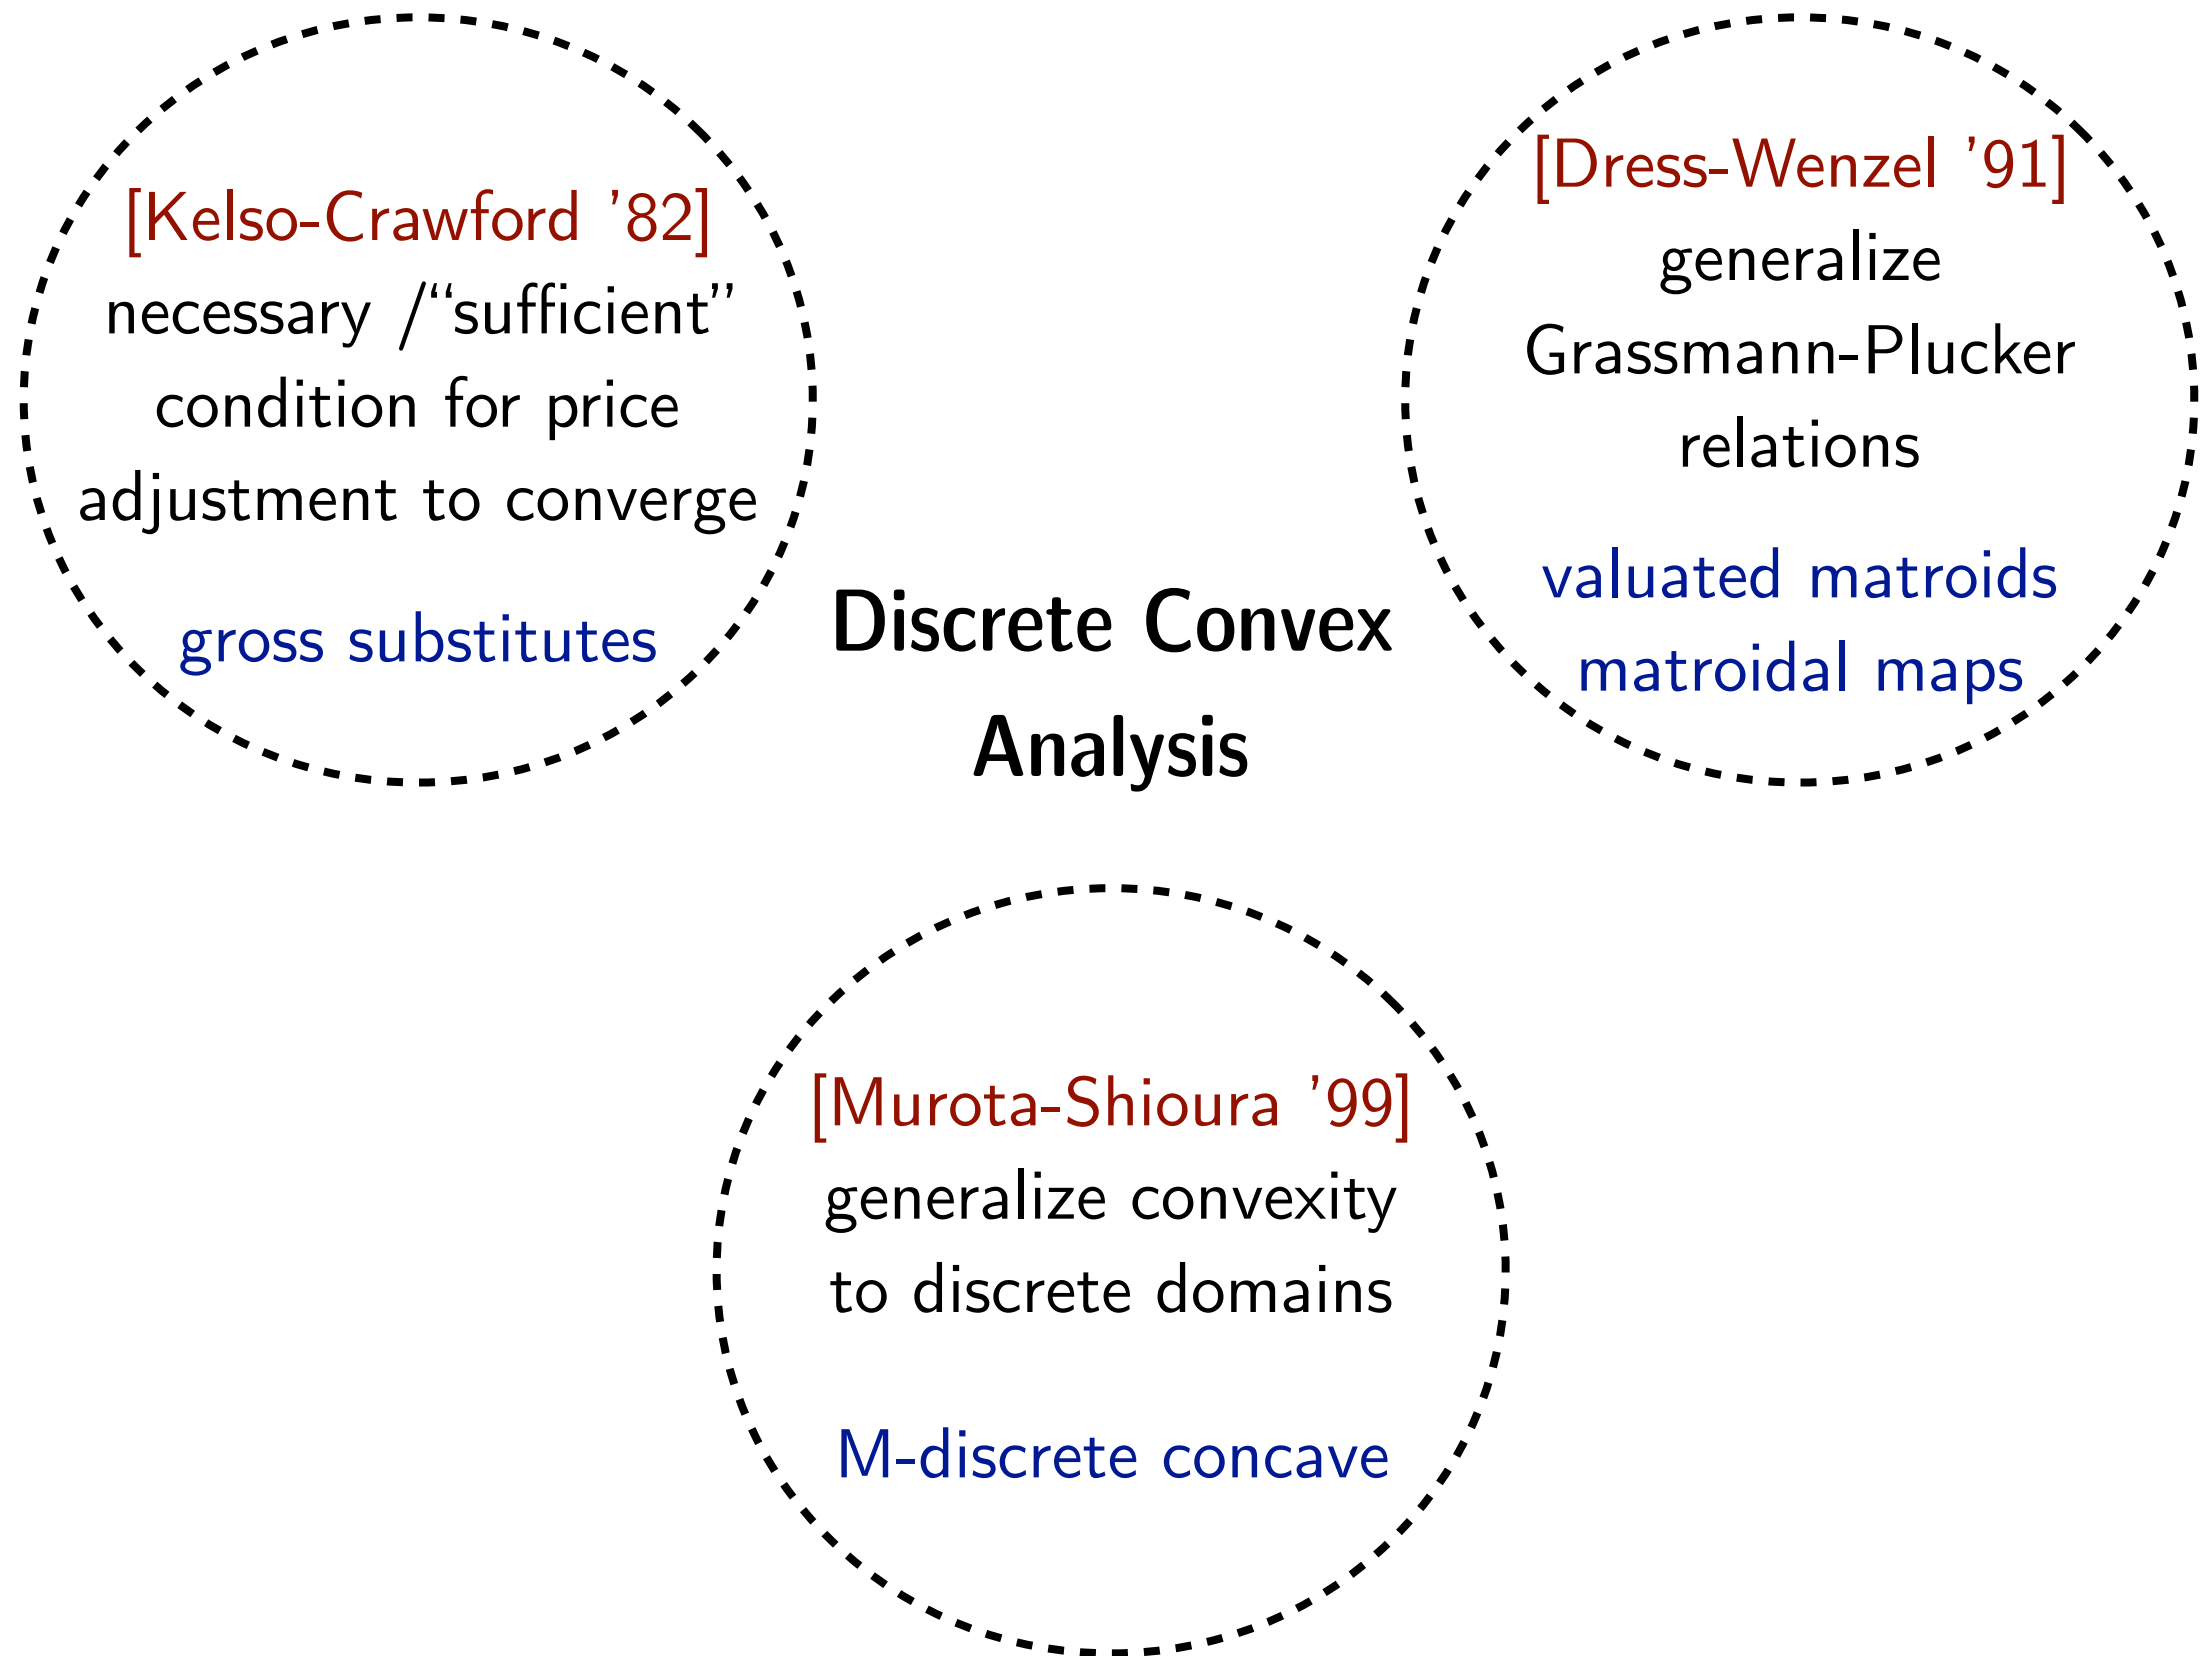 [Kelso-Crawford '82]
necessary /“sufficient”
condition for price
adjustment to converge
gross substitutes
[Dress-Wenzel '91]
generalize
Grassmann-Plucker
relations
valuated matroids
matroidal maps
Discrete Convex
Analysis
[Murota-Shioura '99]
generalize convexity
to discrete domains
M-discrete concave